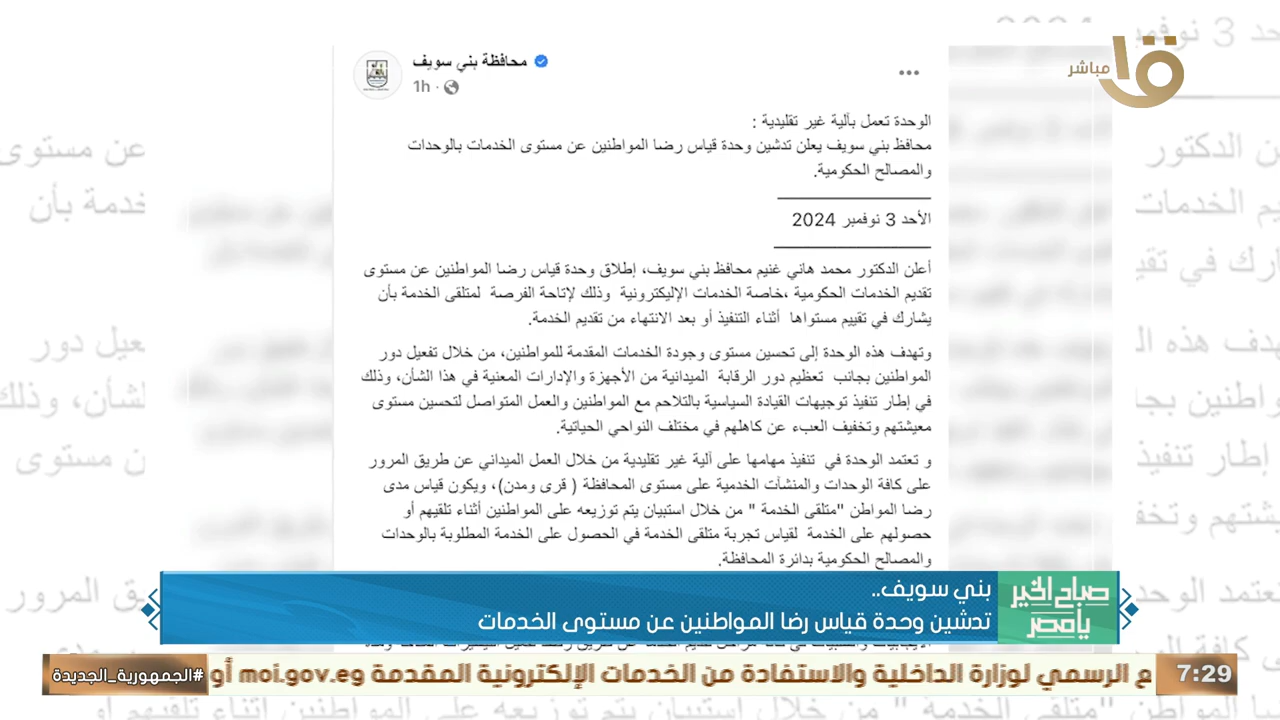 محافظة بني سويف
1h
مباشر
الوحدة تعمل بآلية غير تقليدية :
محافظ بني سويف يعلن تدشين وحدة قياس رضا المواطنين عن مستوى الخدمات بالوحدات
والمصالح الحكومية.
الأحد 3 نوفمبر 2024
أعلن الدكتور محمد هاني غنيم محافظ بني سويف، إطلاق وحدة قياس رضا المواطنين عن مستوى
تقديم الخدمات الحكومية ،خاصة الخدمات الإليكترونية وذلك لإتاحة الفرصة لمتلقى الخدمة بأن
يشارك في تقييم مستواها أثناء التنفيذ أو بعد الانتهاء من تقديم الخدمة.
وتهدف هذه الوحدة إلى تحسين مستوى وجودة الخدمات المقدمة للمواطنين، من خلال تفعيل دور
المواطنين بجانب تعظيم دور الرقابة الميدانية من الأجهزة والإدارات المعنية في هذا الشأن، وذلك
في إطار تنفيذ توجيهات القيادة السياسية بالتلاحم مع المواطنين والعمل المتواصل لتحسين مستوى
معيشتهم وتخفيف العبء عن كاهلهم في مختلف النواحي الحياتية.
و تعتمد الوحدة في تنفيذ مهامها على آلية غير تقليدية من خلال العمل الميداني عن طريق المرور
على كافة الوحدات والمنشآت الخدمية على مستوى المحافظة ( قرى ومدن)، ويكون قياس مدى
رضا المواطن "متلقى الخدمة " من خلال استبيان يتم توزيعه على المواطنين أثناء تلقيهم أو
حصولهم على الخدمة لقياس تجربة متلقى الخدمة في الحصول على الخدمة المطلوبة بالوحدات
والمصالح الحكومية بدائرة المحافظة.
صباح الخير
يا مصر
بني سويف..
تدشين وحدة قياس رضا المواطنين عن مستوى الخدمات
7:29
ع الرسمي لوزارة الداخلية والاستفادة من الخدمات الإلكترونية المقدمة moi.gov.eg أو
#الجمهورية_الجديدة